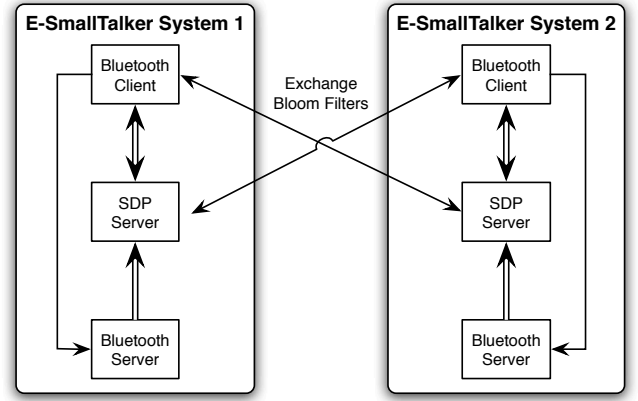 E-SmallTalker System 1
Bluetooth
Client
SDP
Server
Bluetooth
Server
Exchange
Bloom Filters
E-SmallTalker System 2
Bluetooth
Client
SDP
Server
Bluetooth
Server